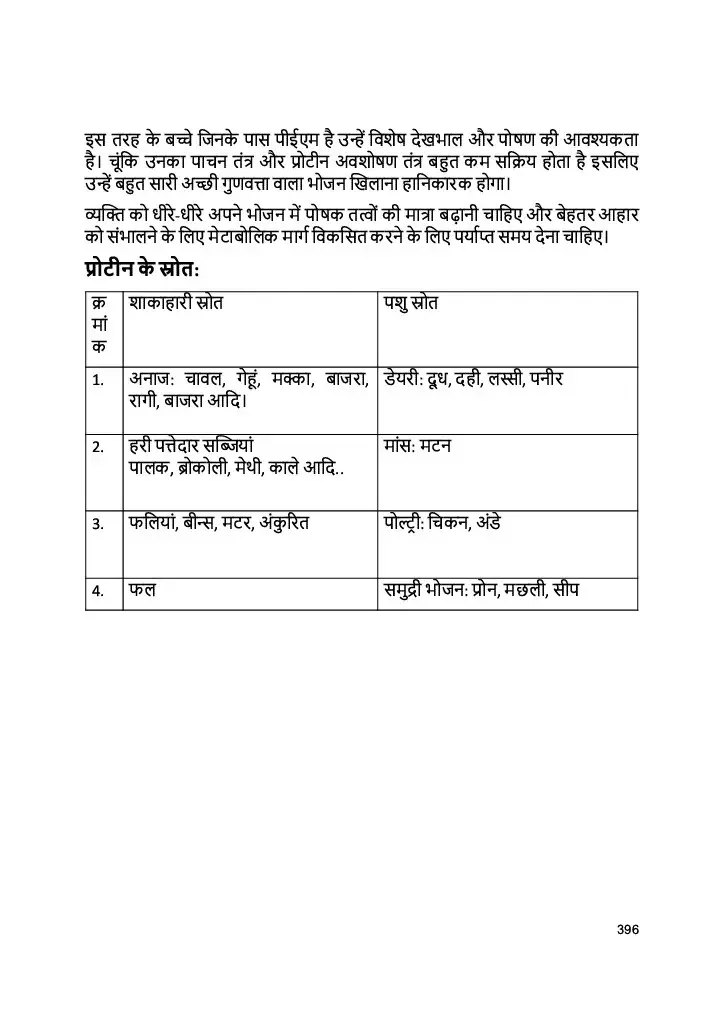 इस तरह के बच्चे जिनके पास पीईएम है उन्हें विशेष देखभाल और पोषण की आवश्यकता
है। चूंकि उनका पाचन तंत्र और प्रोटीन अवशोषण तंत्र बहुत कम सक्रिय होता है इसलिए
उन्हें बहुत सारी अच्छी गुणवत्ता वाला भोजन खिलाना हानिकारक होगा।
व्यक्ति को धीरे-धीरे अपने भोजन में पोषक तत्वों की मात्रा बढ़ानी चाहिए और बेहतर आहार
को संभालने के लिए मेटाबोलिक मार्ग विकसित करने के लिए पर्याप्त समय देना चाहिए।
प्रोटीन के स्रोत:
क्र
मां
क
शाकाहारी स्रोत
पशु स्रोत
1.
अनाज: चावल, गेहूं, मक्का, बाजरा,
रागी, बाजरा आदि।
डेयरी: दूध, दही, लस्सी, पनीर
2.
हरी पत्तेदार सब्जियां
पालक, ब्रोकोली, मेथी, काले आदि..
मांस: मटन
3.
फलियां, बीन्स, मटर, अंकुरित
पोल्ट्री: चिकन, अंडे
4.
फल
समुद्री भोजन: प्रोन, मछली, सीप
396